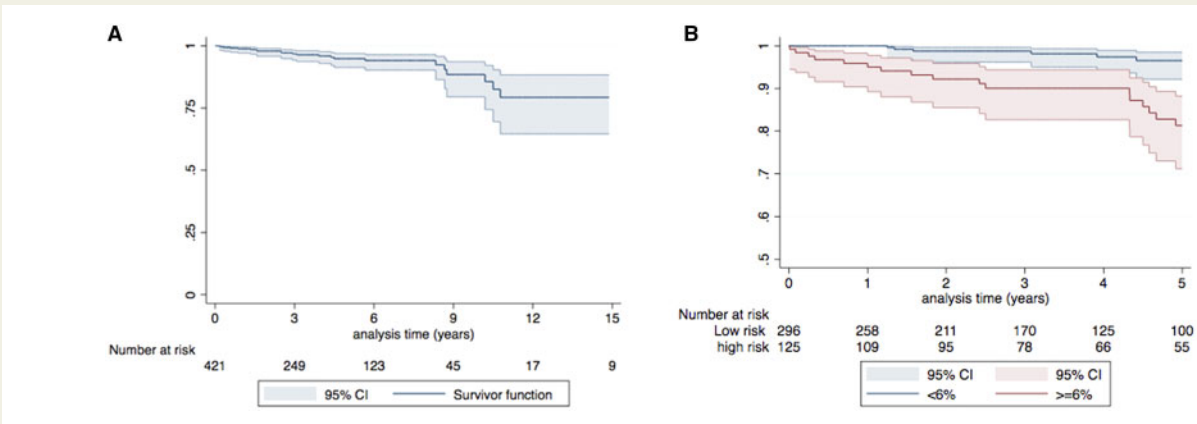 A
1
.75
.5
.25
0
0 3 6 9 12 15
analysis time (years)
Number at risk
421 249 123 45 17 9
95% CI Survivor function
B
1
.9
.8
.7
.6
.5
0 1 2 3 4 5
analysis time (years)
Number at risk
Low risk 296 258 211 170 125 100
high risk 125 109 95 78 66 55
95% CI 95% CI
<6% >=6%